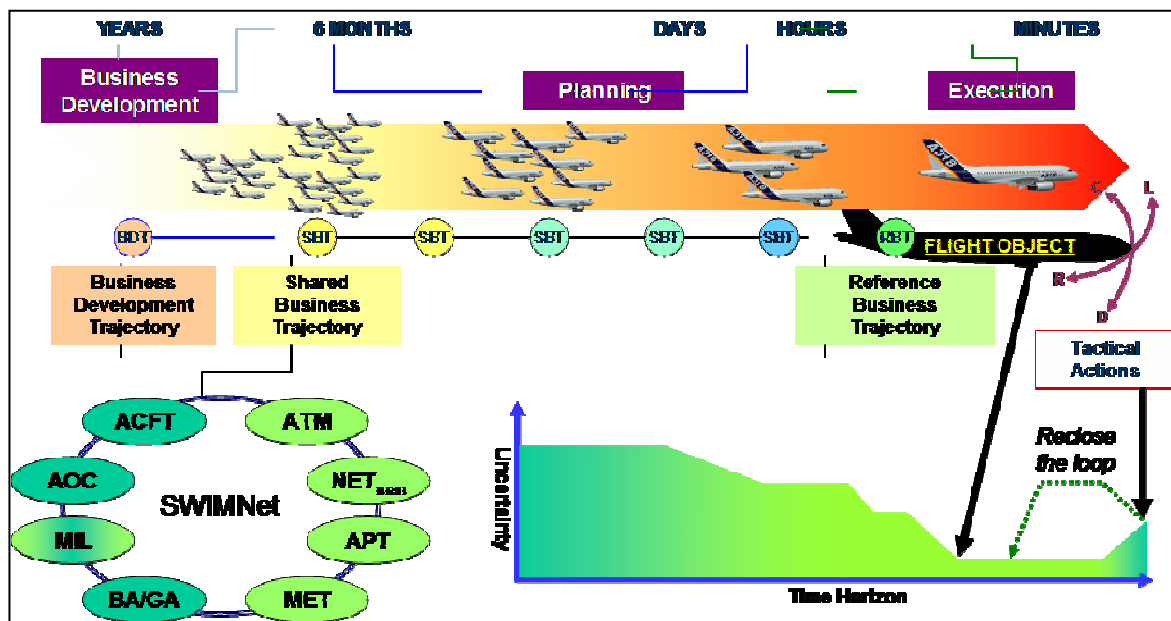 YEARS
6 MONTHS
DAYS
HOURS
MINUTES
Business
Development
Planning
Execution
A318
BDT
SBT
SBT
SBT
SBT
SBT
RBT
FLIGHT OBJECT
C
L
R
D
Business
Development
Trajectory
Shared
Business
Trajectory
Reference
Business
Trajectory
Tactical
Actions
ACFT
ATM
AOC
NET
SWIMNet
MIL
APT
BA/GA
MET
Uncertainty
Reclose
the loop
Time Horizon